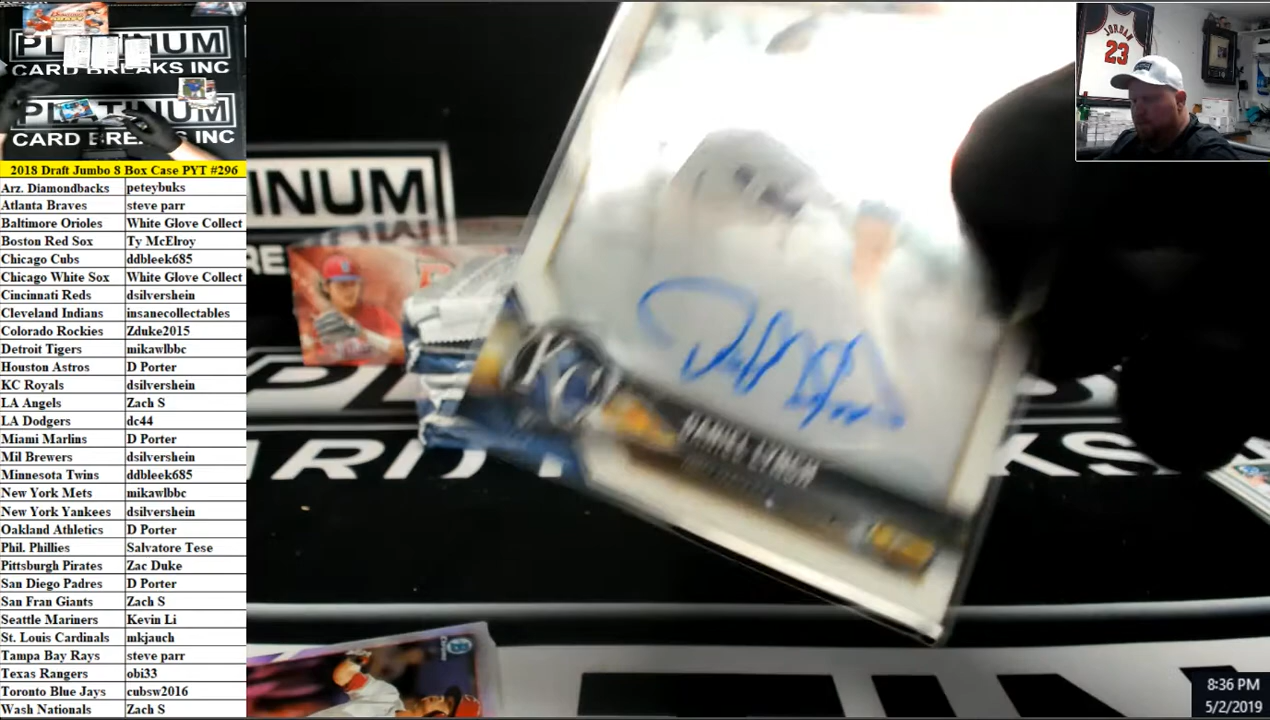 PLATINUM
CARD BREAKS INC
PLATINUM
CARD BREAKS INC
2018 Draft Jumbo 8 Box Case PYT #296
Arz. Diamondbacks peteybuks
Atlanta Braves steve parr
Baltimore Orioles White Glove Collect
Boston Red Sox Ty McElroy
Chicago Cubs ddbleek685
Chicago White Sox White Glove Collect
Cincinnati Reds dsilvershein
Cleveland Indians insanecollectables
Colorado Rockies Zduke2015
Detroit Tigers mikawlbbc
Houston Astros D Porter
KC Royals dsilvershein
LA Angels Zach S
LA Dodgers dc44
Miami Marlins D Porter
Mil Brewers dsilvershein
Minnesota Twins ddbleek685
New York Mets mikawlbbc
New York Yankees dsilvershein
Oakland Athletics D Porter
Phil. Phillies Salvatore Tese
Pittsburgh Pirates Zac Duke
San Diego Padres D Porter
San Fran Giants Zach S
Seattle Mariners Kevin Li
St. Louis Cardinals mkjauch
Tampa Bay Rays steve parr
Texas Rangers obi33
Toronto Blue Jays cubsw2016
Wash Nationals Zach S
INUM
BRE
KC
DANIEL LYNCH
CARD
KS
JORDAN
23
8:36 PM
5/2/2019